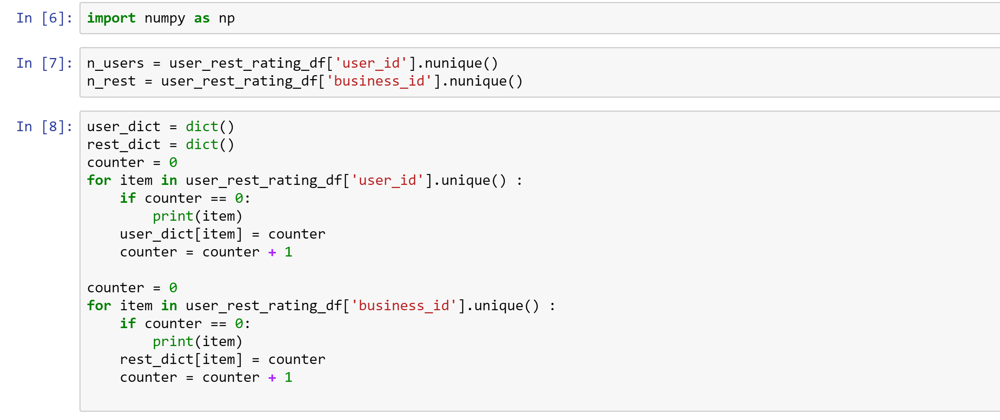 In [6]: import numpy as np
In [7]: n_users = user_rest_rating_df['user_id'].nunique()
n_rest = user_rest_rating_df['business_id'].nunique()
In [8]: user_dict = dict()
rest_dict = dict()
counter = 0
for item in user_rest_rating_df['user_id'].unique() :
    if counter == 0:
        print(item)
    user_dict[item] = counter
    counter = counter + 1

counter = 0
for item in user_rest_rating_df['business_id'].unique() :
    if counter == 0:
        print(item)
    rest_dict[item] = counter
    counter = counter + 1